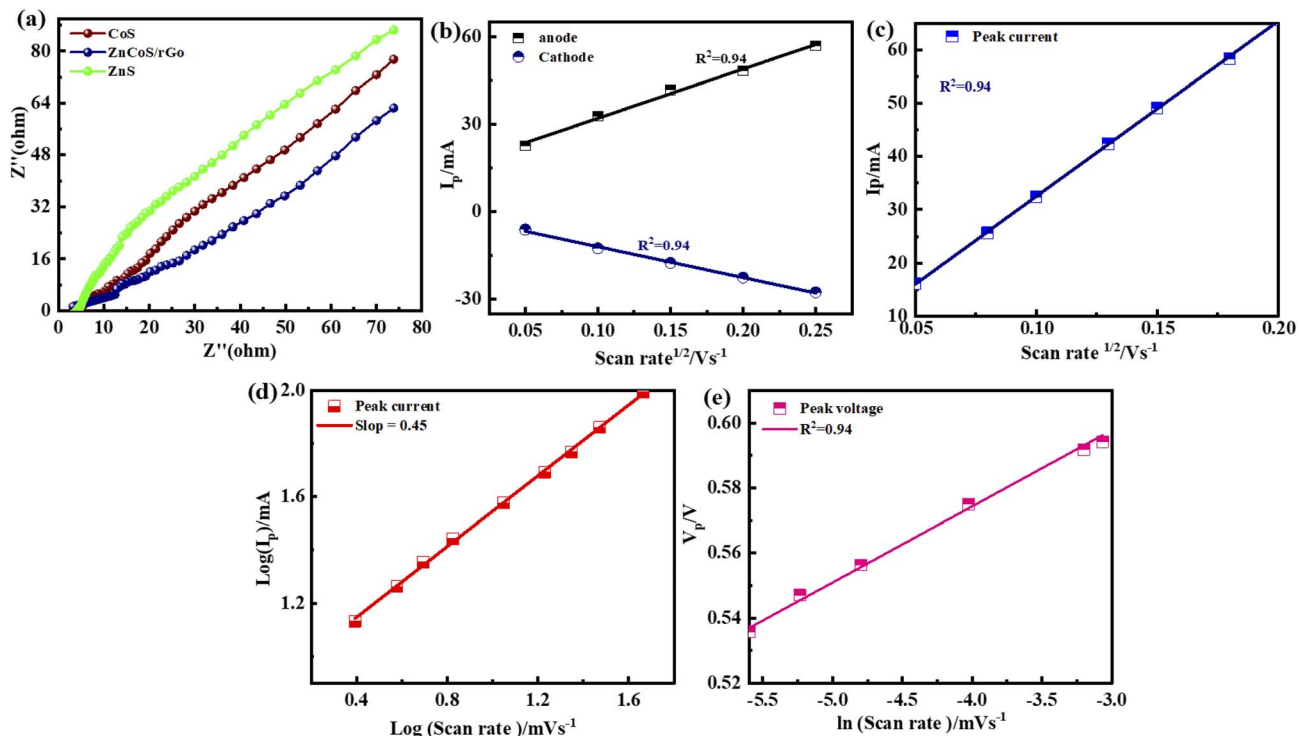 (a)
CoS
ZnCoS/rGo
ZnS
Z''(ohm)
88
64
48
32
16
0
0 10 20 30 40 50 60 70 80
Z''(ohm)
(b)
anode
Cathode
R²=0.94
R²=0.94
I_p/mA
60
30
0
-30
0.05 0.10 0.15 0.20 0.25
Scan rate^1/2/Vs^-1
(c)
Peak current
R²=0.94
Ip/mA
60
50
40
30
20
10
0.05 0.10 0.15 0.20
Scan rate ^1/2/Vs^-1
(d)
Peak current
Slop = 0.45
Log(I_p)/mA
2.0
1.6
1.2
0.4 0.8 1.2 1.6
Log (Scan rate )/mVs^-1
(e)
Peak voltage
R²=0.94
V_p/V
0.60
0.58
0.56
0.54
0.52
-5.5 -5.0 -4.5 -4.0 -3.5 -3.0
ln (Scan rate )/mVs^-1